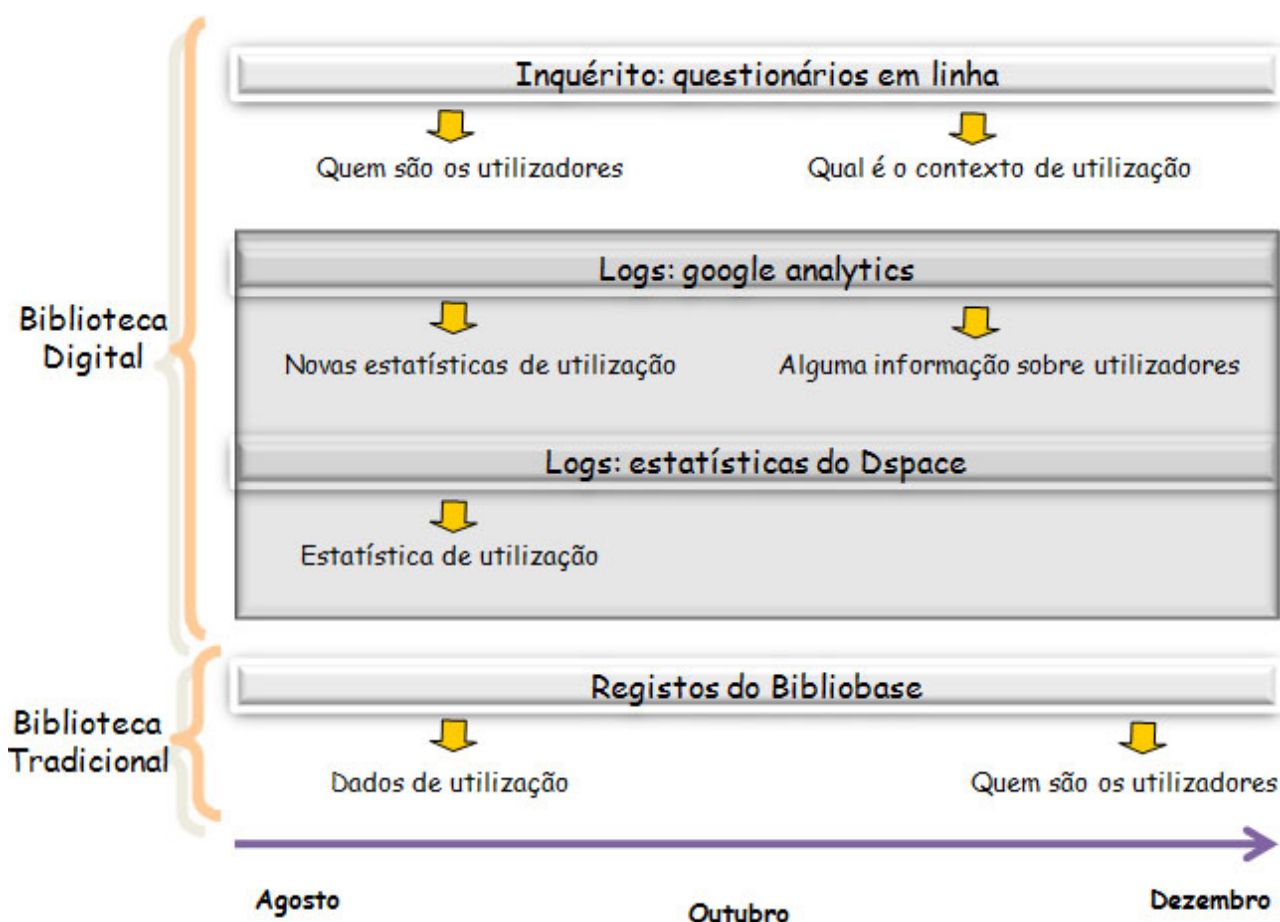 Inquérito: questionários em linha
Quem são os utilizadores
Qual é o contexto de utilização
Biblioteca
Digital
Logs: google analytics
Novas estatísticas de utilização
Alguma informação sobre utilizadores
Logs: estatísticas do Dspace
Estatística de utilização
Biblioteca
Tradicional
Registos do Bibliobase
Dados de utilização
Quem são os utilizadores
Agosto
Outubro
Dezembro